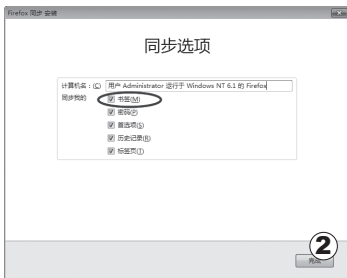 Firefox 同步 安装
同步选项
计算机名：(C) 用户 Administrator 运行于 Windows NT 6.1 的 Firefox
同步我的 书签(M)
密码(P)
首选项(S)
历史记录(R)
标签页(T)
2
完成